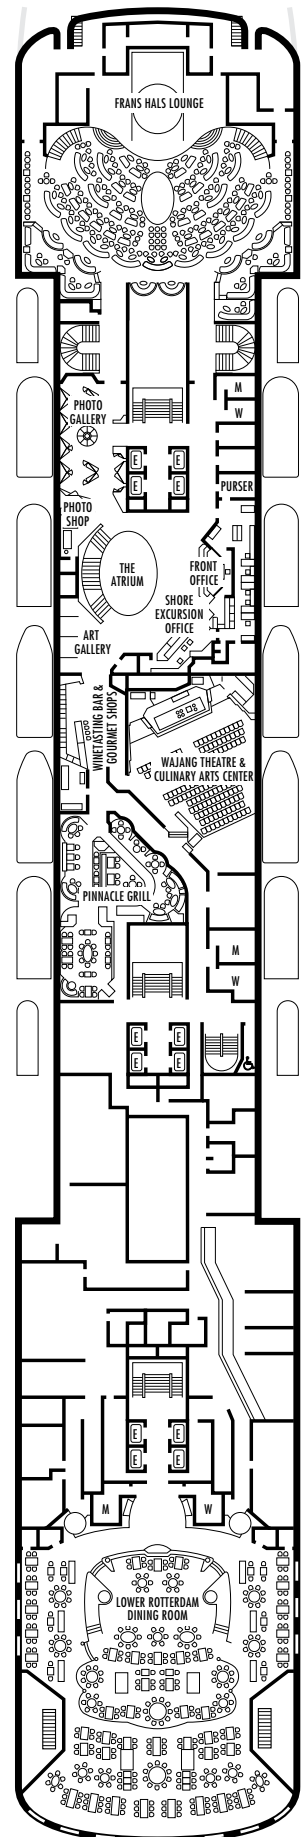 FRANS HALS LOUNGE
M
W
PHOTO
GALLERY
E
E
E
E
PURSER
PHOTO
SHOP
THE
ATRIUM
FRONT
OFFICE
SHORE
EXCURSION
OFFICE
ART
GALLERY
WINETASTING BAR &
GOURMET SHOPS
WAJANG THEATRE &
CULINARY ARTS CENTER
PINNACLE GRILL
M
W
E
E
E
E
E
E
E
E
M
W
LOWER ROTTERDAM
DINING ROOM